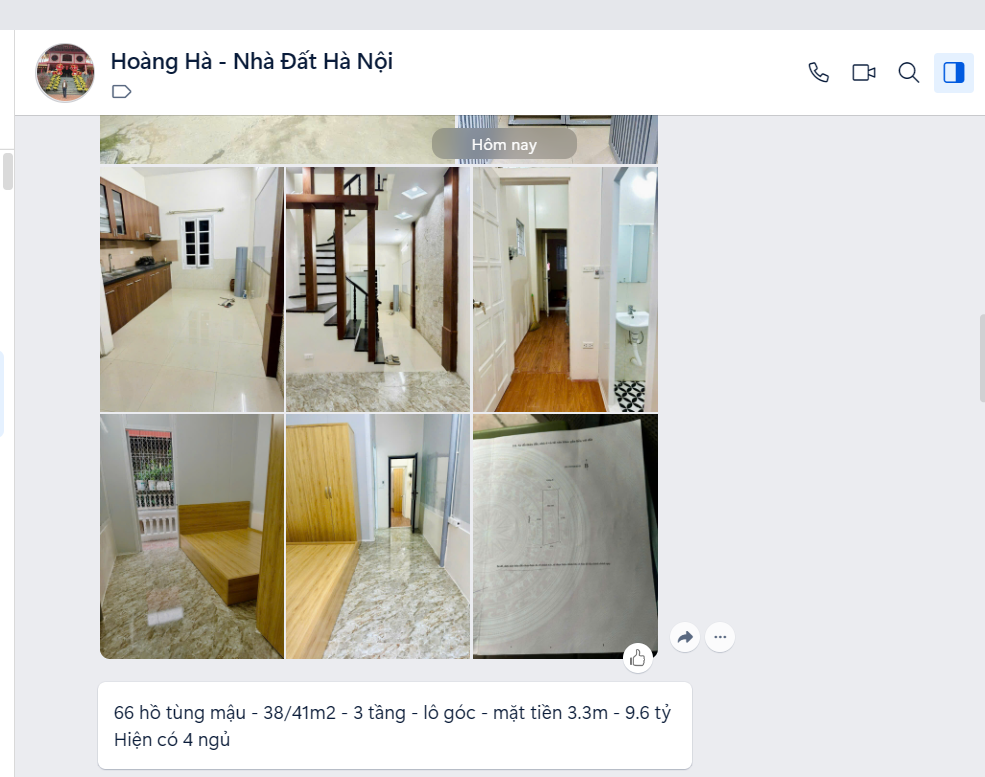 Hoàng Hà - Nhà Đất Hà Nội
Hôm nay
66 hồ tùng mậu - 38/41m2 - 3 tầng - lô góc - mặt tiền 3.3m - 9.6 tỷ
Hiện có 4 ngủ